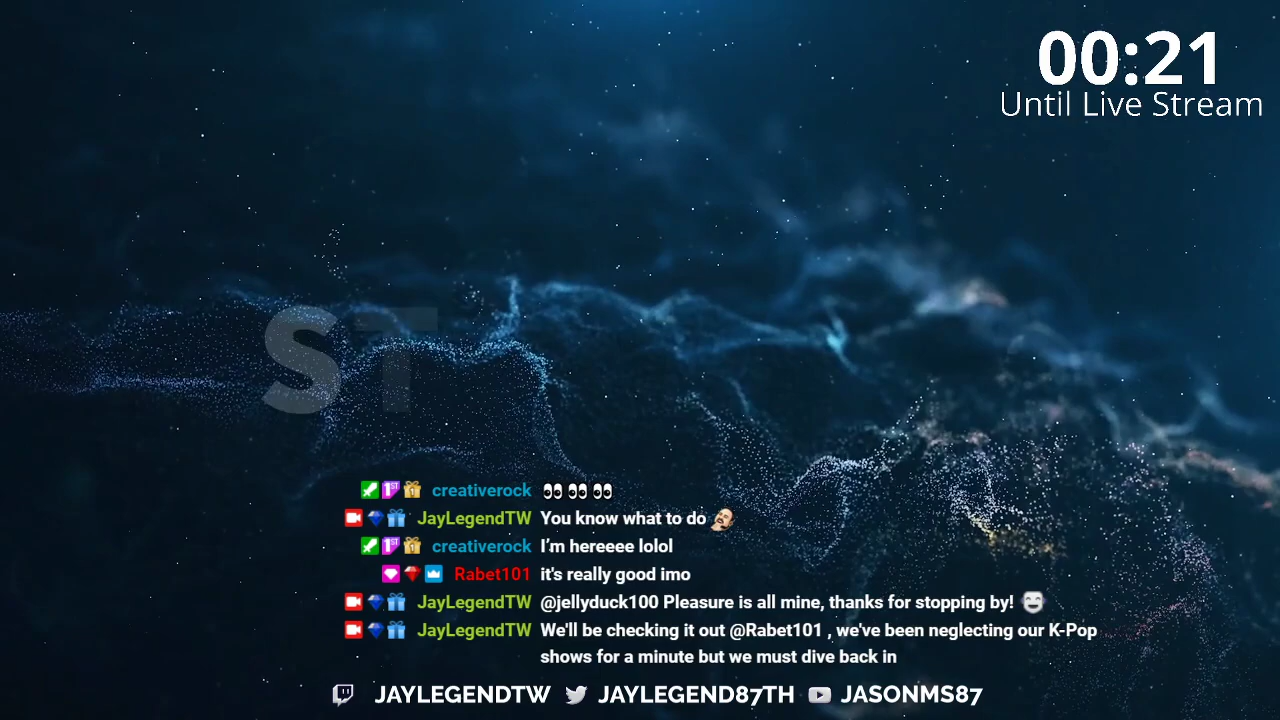 00:21
Until Live Stream
ST
creativerock 👀 👀 👀
JayLegendTW You know what to do
creativerock I'm hereeee lolol
Rabet101 it's really good imo
JayLegendTW @jellyduck100 Pleasure is all mine, thanks for stopping by!
JayLegendTW We'll be checking it out @Rabet101 , we've been neglecting our K-Pop
shows for a minute but we must dive back in
JAYLEGENDTW JAYLEGEND87TH JASONMS87